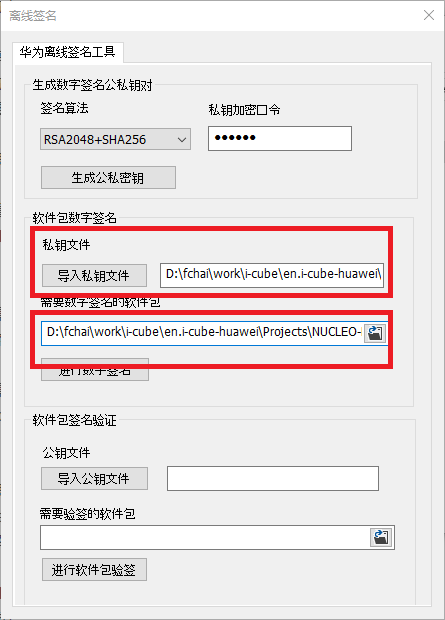 离线签名
华为离线签名工具
生成数字签名公私钥对
签名算法
私钥加密口令
RSA2048+SHA256
●●●●●●
生成公私密钥
软件包数字签名
私钥文件
导入私钥文件
D:\fchai\work\i-cube\en.i-cube-huawei\
需要数字签名的软件包
D:\fchai\work\i-cube\en.i-cube-huawei\Projects\NUCLEO-
进行数字签名
软件包签名验证
公钥文件
导入公钥文件
需要验签的软件包
进行软件包验签